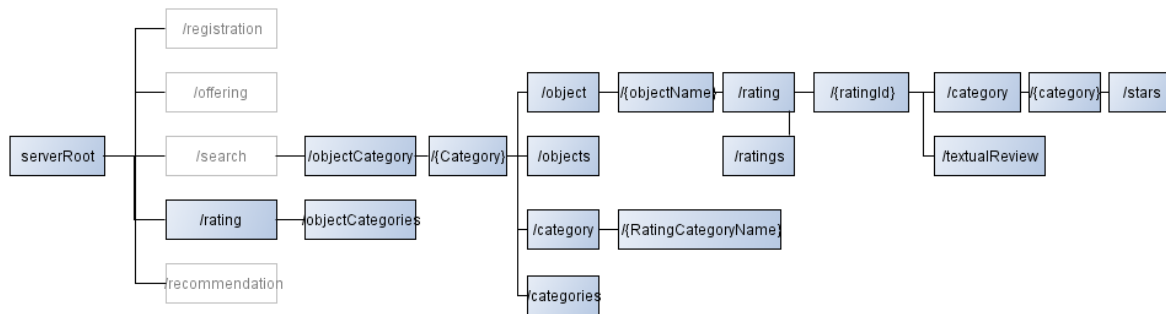 /registration
/offering
/object
/{objectName}
/rating
/{ratingId}
/category
/{category}
/stars
serverRoot
/search
/objectCategory
/{Category}
/objects
/ratings
/textualReview
/rating
/objectCategories
/category
/{RatingCategoryName}
/recommendation
/categories